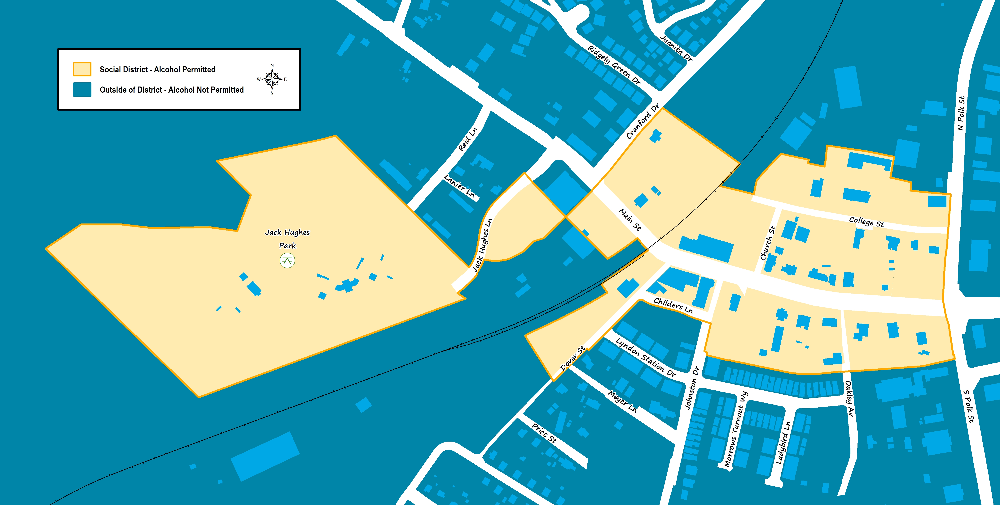 Social District - Alcohol Permitted
Outside of District - Alcohol Not Permitted
N
W
E
S
Juanita Dr
Ridgely Green Dr
Cranford Dr
N Polk St
Reid Ln
Lanier Ln
Main St
College St
Church St
Jack Hughes
Park
Jack Hughes Ln
Childers Ln
Dover St
Lyndon Station Dr
Johnston Dr
Meyer Ln
Price St
Morrows Turnout Wy
Ladybird Ln
Oakley Av
S Polk St